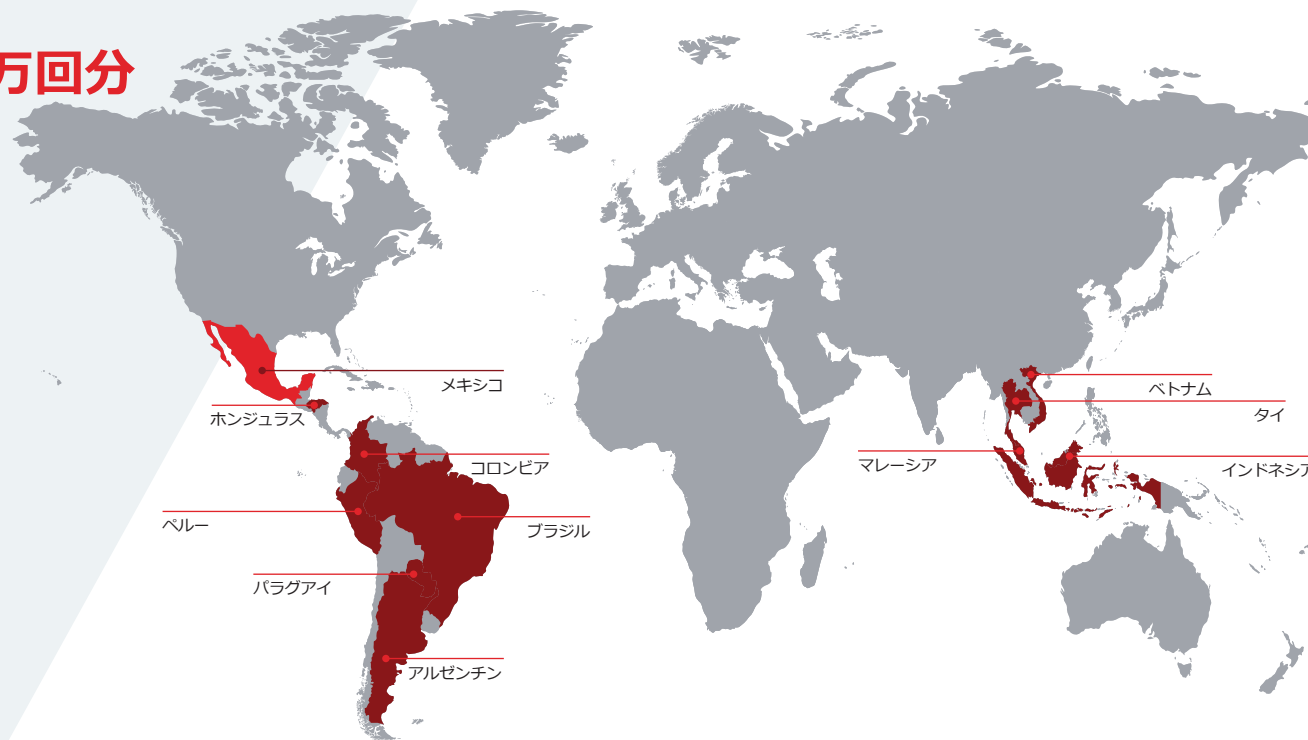 万回分
メキシコ
ホンジュラス
コロンビア
ペルー
ブラジル
パラグアイ
アルゼンチン
ベトナム
タイ
マレーシア
インドネシア